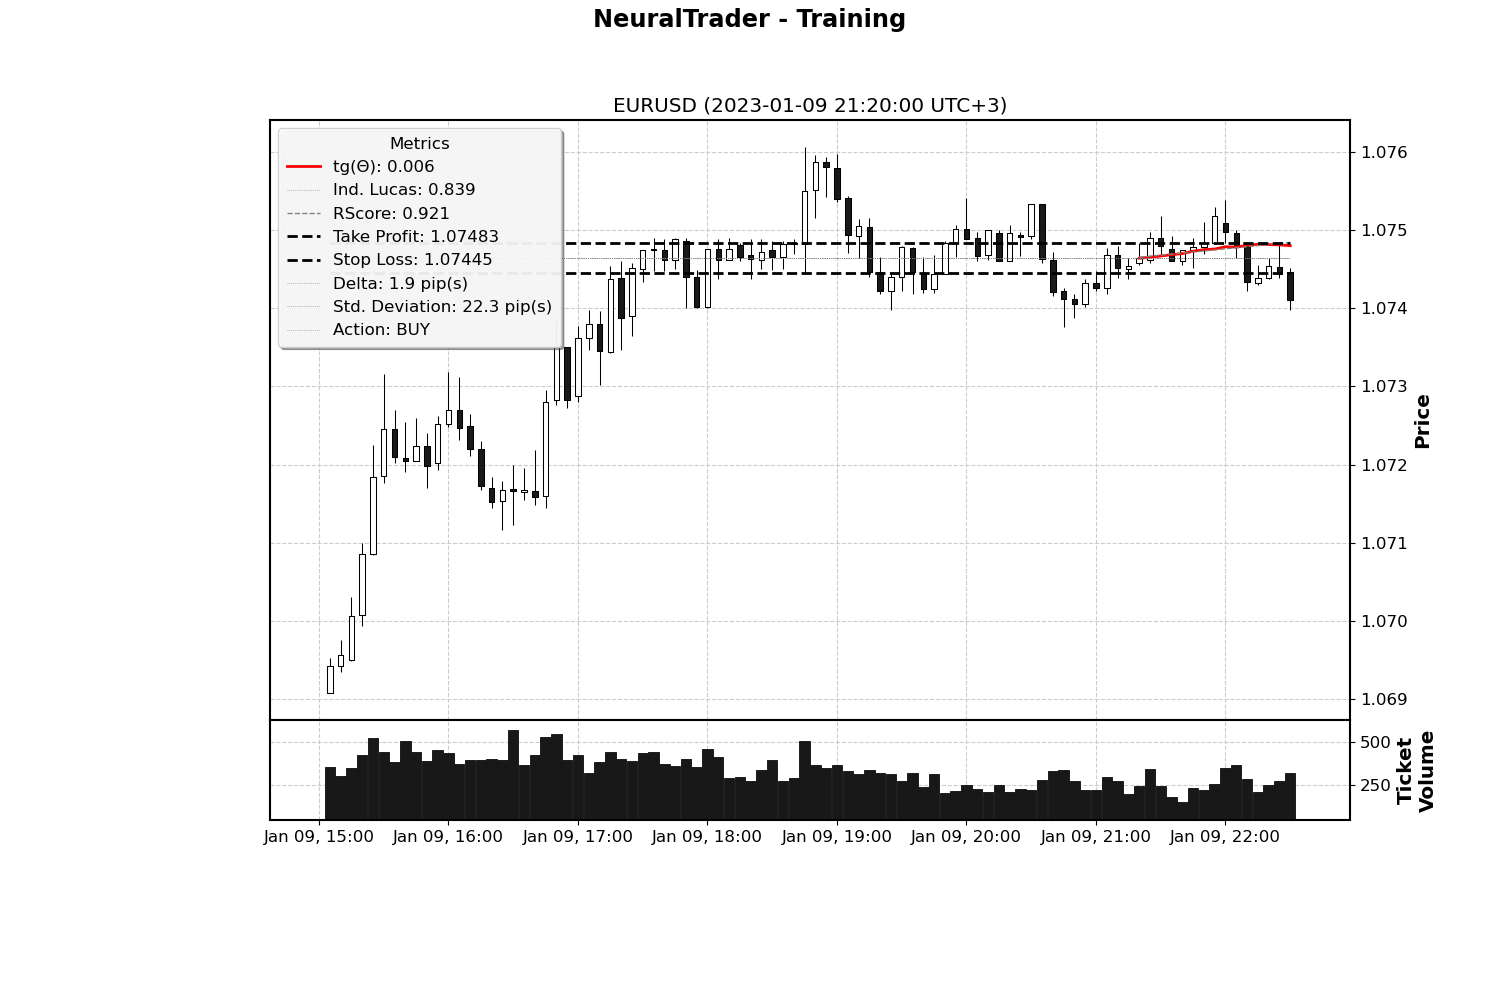 NeuralTrader - Training
EURUSD (2023-01-09 21:20:00 UTC+3)
Metrics
tg(Θ): 0.006
Ind. Lucas: 0.839
RScore: 0.921
Take Profit: 1.07483
Stop Loss: 1.07445
Delta: 1.9 pip(s)
Std. Deviation: 22.3 pip(s)
Action: BUY
1.076
1.075
1.074
1.073
1.072
1.071
1.070
1.069
Price
500
250
Ticket
Volume
Jan 09, 15:00
Jan 09, 16:00
Jan 09, 17:00
Jan 09, 18:00
Jan 09, 19:00
Jan 09, 20:00
Jan 09, 21:00
Jan 09, 22:00